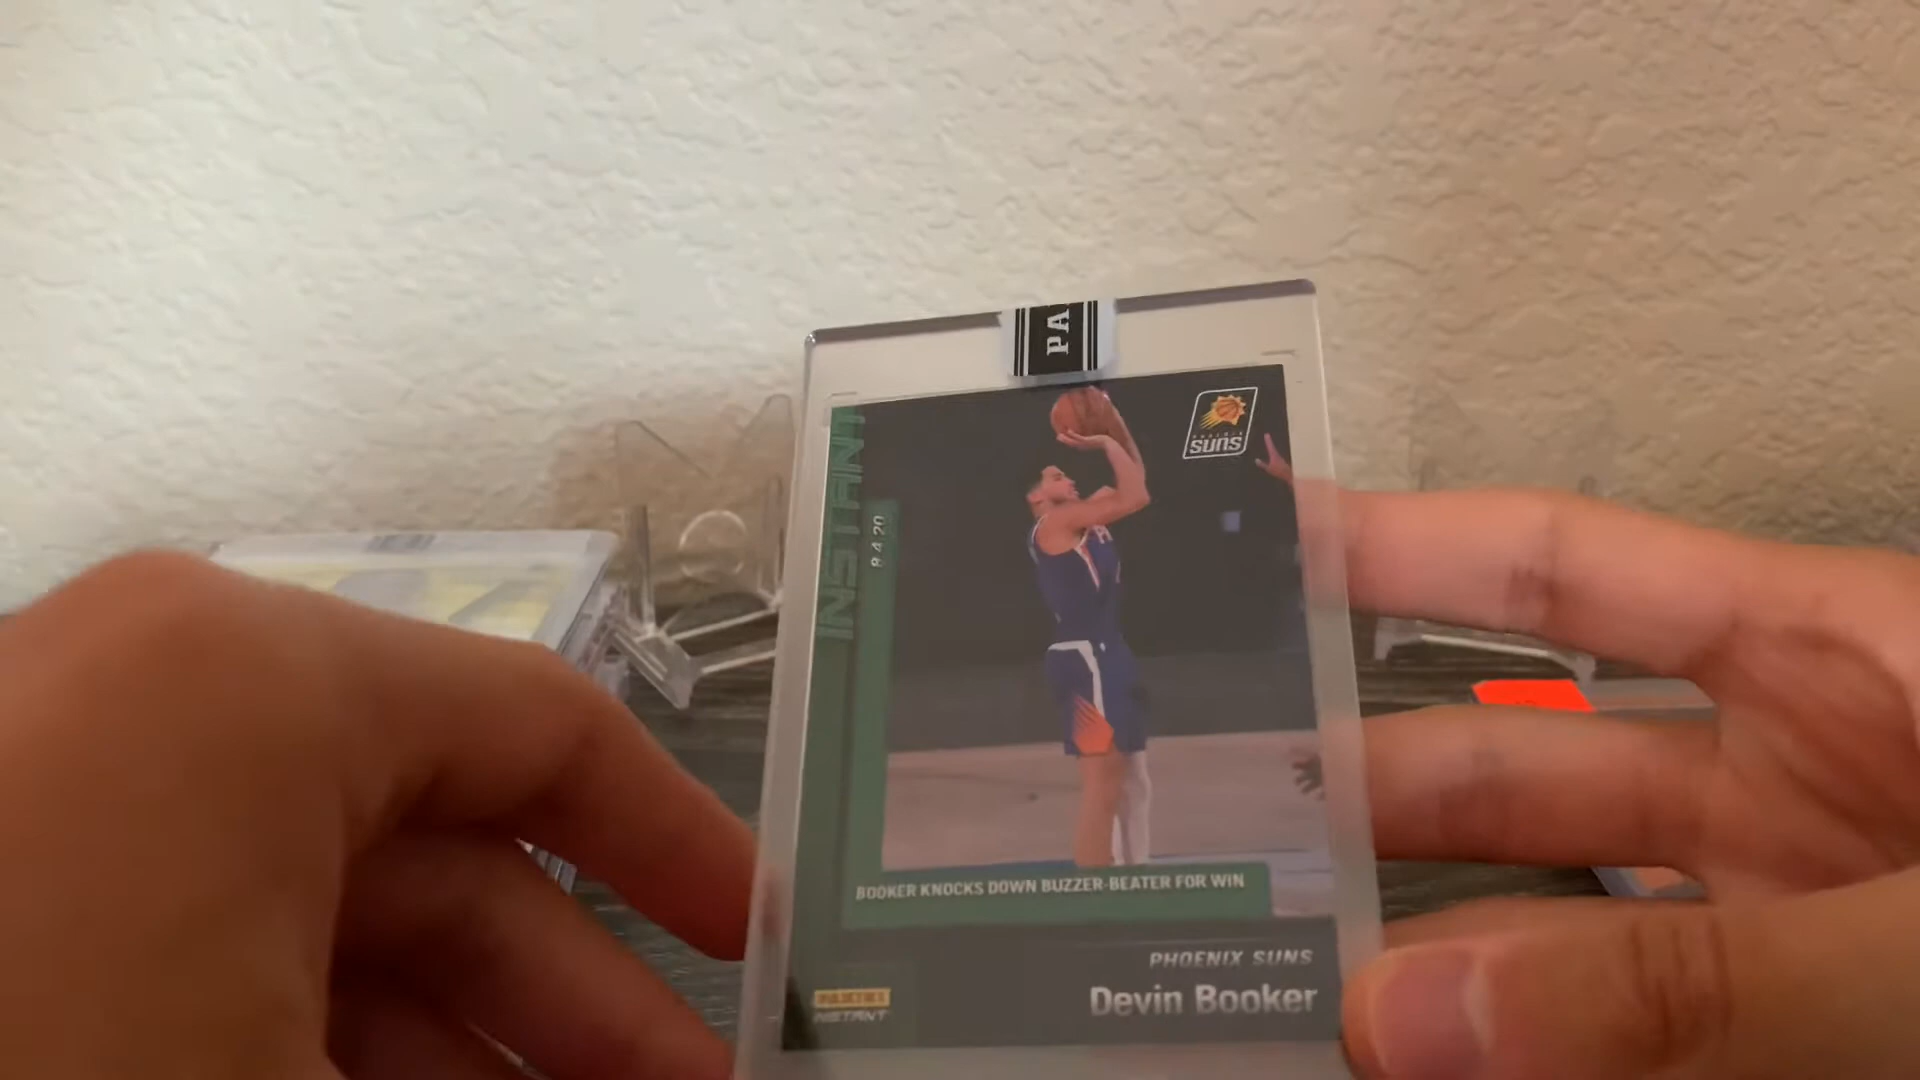 PA
INSTANT
8 4 20
SUNS
BOOKER KNOCKS DOWN BUZZER-BEATER FOR WIN
PHOENIX SUNS
Devin Booker
PANINI
INSTANT